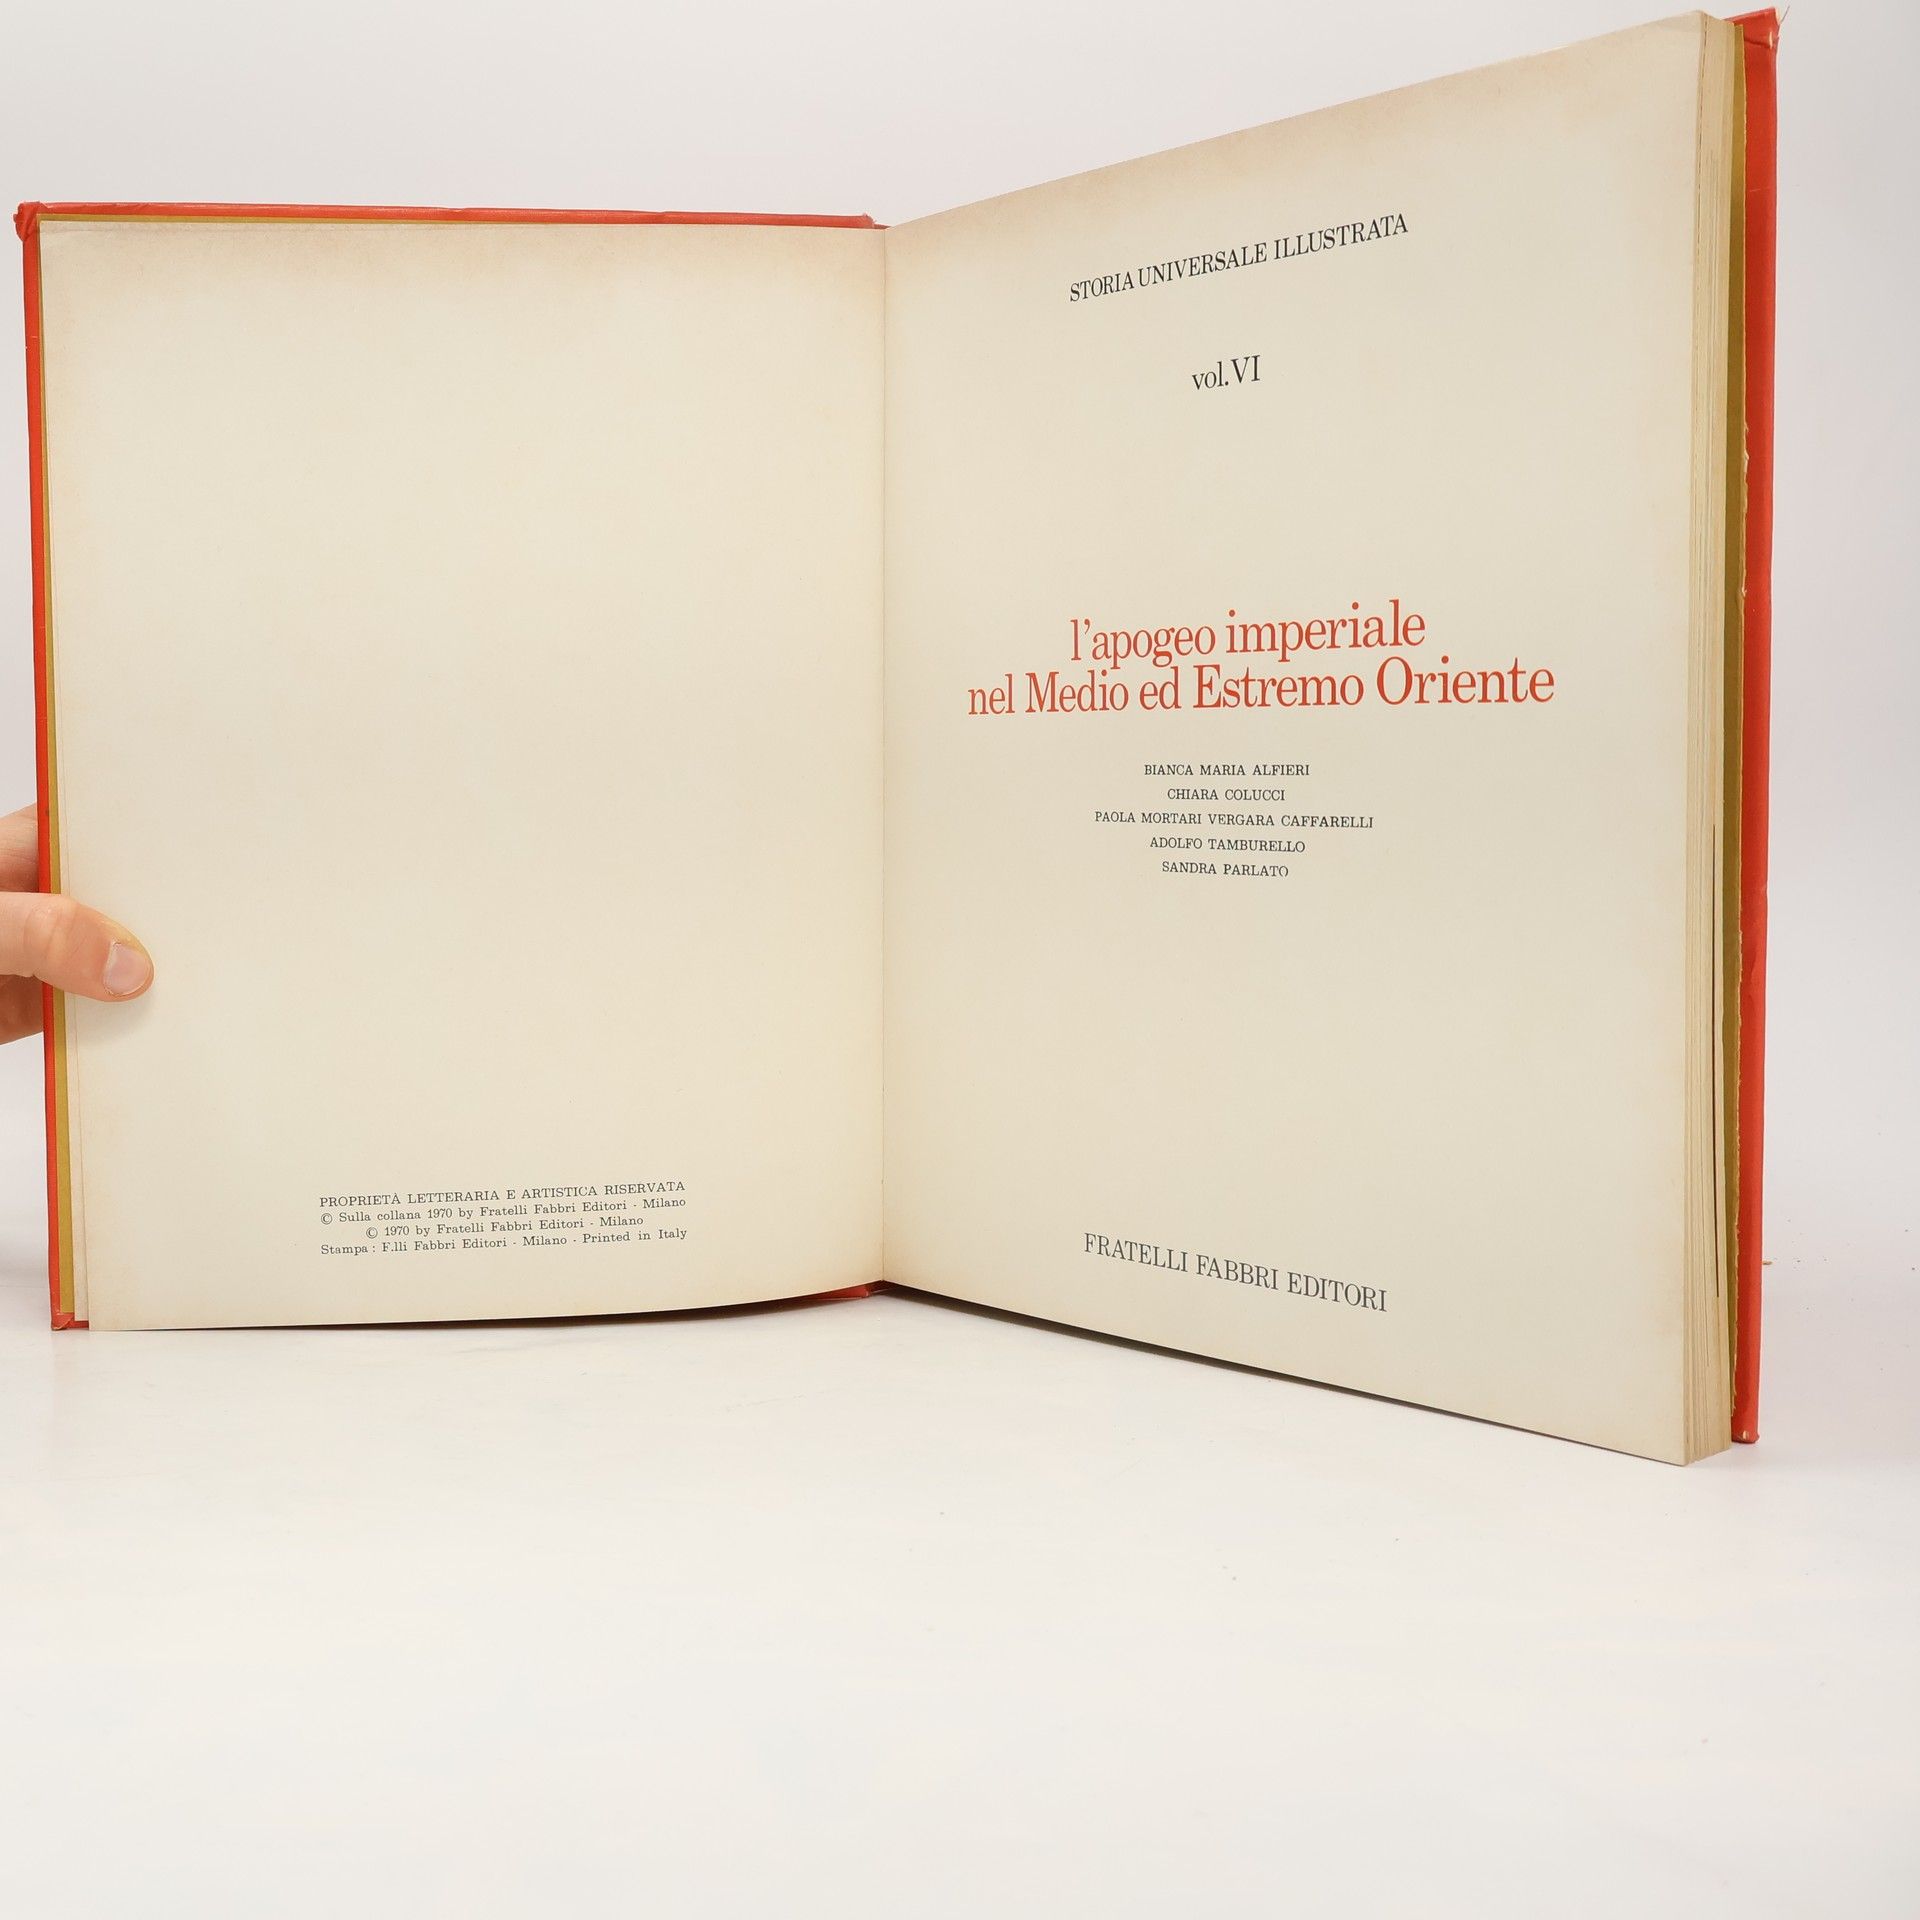 PROPRIETÀ LETTERARIA E ARTISTICA RISERVATA
© Sulla collana 1970 by Fratelli Fabbri Editori - Milano
© 1970 by Fratelli Fabbri Editori - Milano
Stampa : F.lli Fabbri Editori - Milano - Printed in Italy
STORIA UNIVERSALE ILLUSTRATA
vol. VI
l'apogeo imperiale
nel Medio ed Estremo Oriente
BIANCA MARIA ALFIERI
CHIARA COLUCCI
PAOLA MORTARI VERGARA CAFFARELLI
ADOLFO TAMBURELLO
SANDRA PARLATO
FRATELLI FABBRI EDITORI